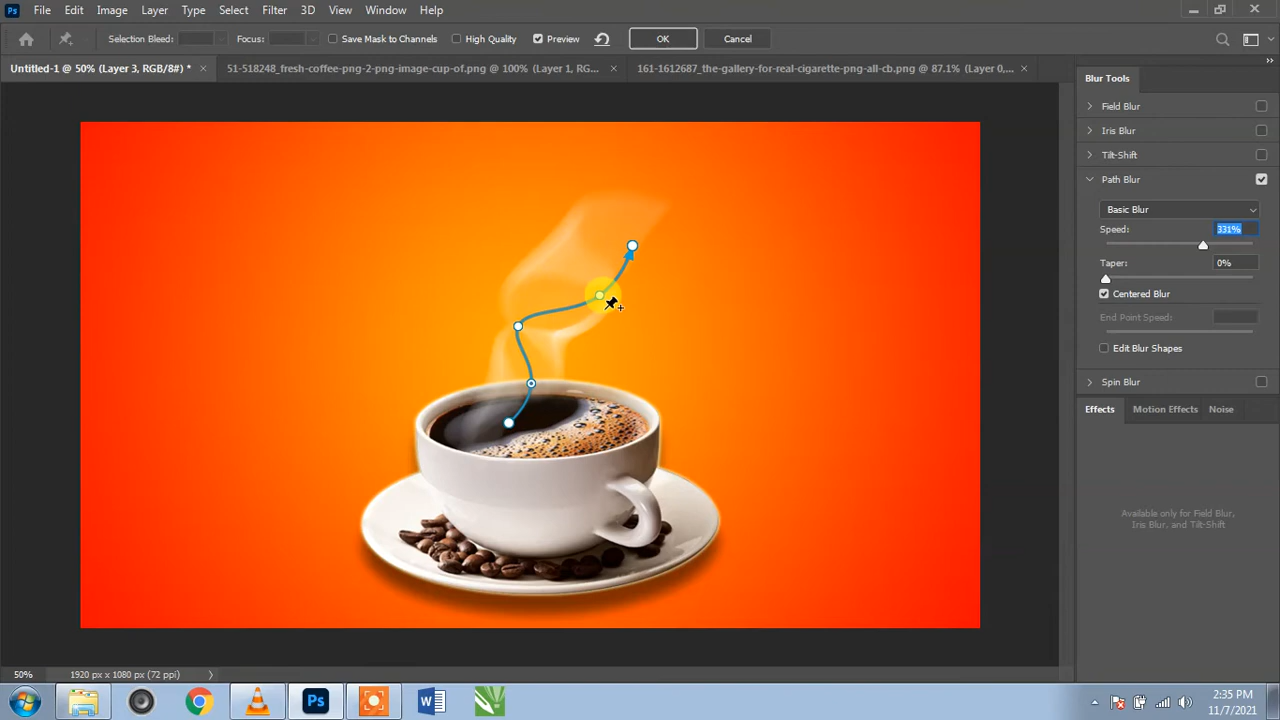 Ps File Edit Image Layer Type Select Filter 3D View Window Help
Selection Bleed: Focus: Save Mask to Channels High Quality Preview OK Cancel
Untitled-1 @ 50% (Layer 3, RGB/8#) * × 51-518248_fresh-coffee-png-2-png-image-cup-of.png @ 100% (Layer 1, RG... × 161-1612687_the-gallery-for-real-cigarette-png-all-cb.png @ 87.1% (Layer 0,... ×
Blur Tools
Field Blur
Iris Blur
Tilt-Shift
Path Blur
Basic Blur
Speed: 331%
Taper: 0%
Centered Blur
End Point Speed:
Edit Blur Shapes
Spin Blur
Effects Motion Effects Noise
Available only for Field Blur,
Iris Blur, and Tilt-Shift
50% 1920 px x 1080 px (72 ppi)
Ps W
2:35 PM
11/7/2021